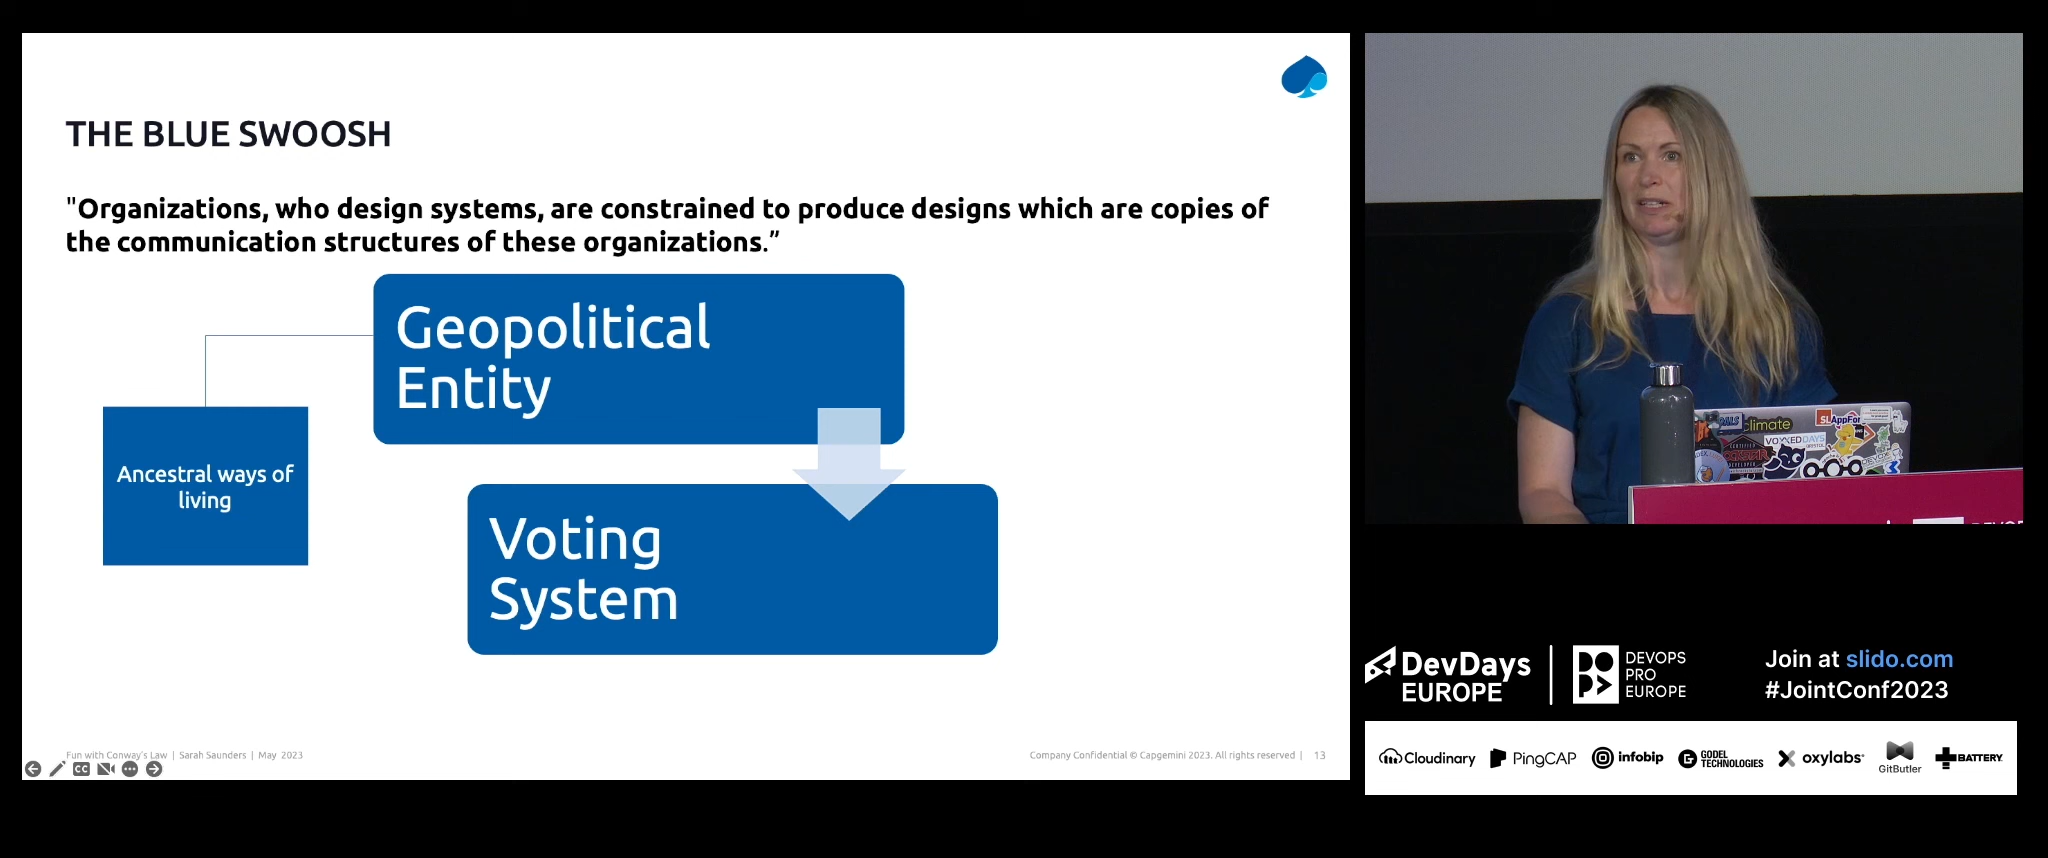 THE BLUE SWOOSH
"Organizations, who design systems, are constrained to produce designs which are copies of
the communication structures of these organizations.”
Geopolitical
Entity
Ancestral ways of
living
Voting
System
Fun with Conway's Law | Sarah Saunders | May 2023
Company Confidential © Capgemini 2023. All rights reserved | 13
CC
climate
VOXXED DAYS
DevDays
EUROPE
DEVOPS
PRO
EUROPE
Join at slido.com
#JointConf2023
Cloudinary
PingCAP
infobip
GODEL
TECHNOLOGIES
oxylabs
GitButler
BATTERY